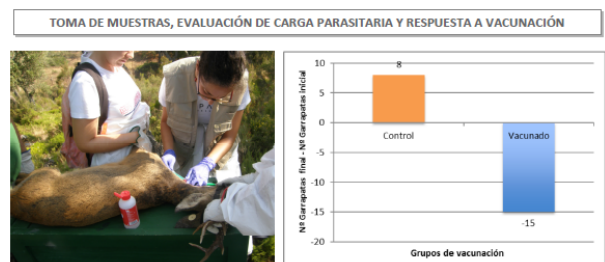 TOMA DE MUESTRAS, EVALUACIÓN DE CARGA PARASITARIA Y RESPUESTA A VACUNACIÓN
Nº Garrapatas final - Nº Garrapatas inicial
10
5
0
-5
-10
-15
-20
8
Control
Vacunado
-15
Grupos de vacunación